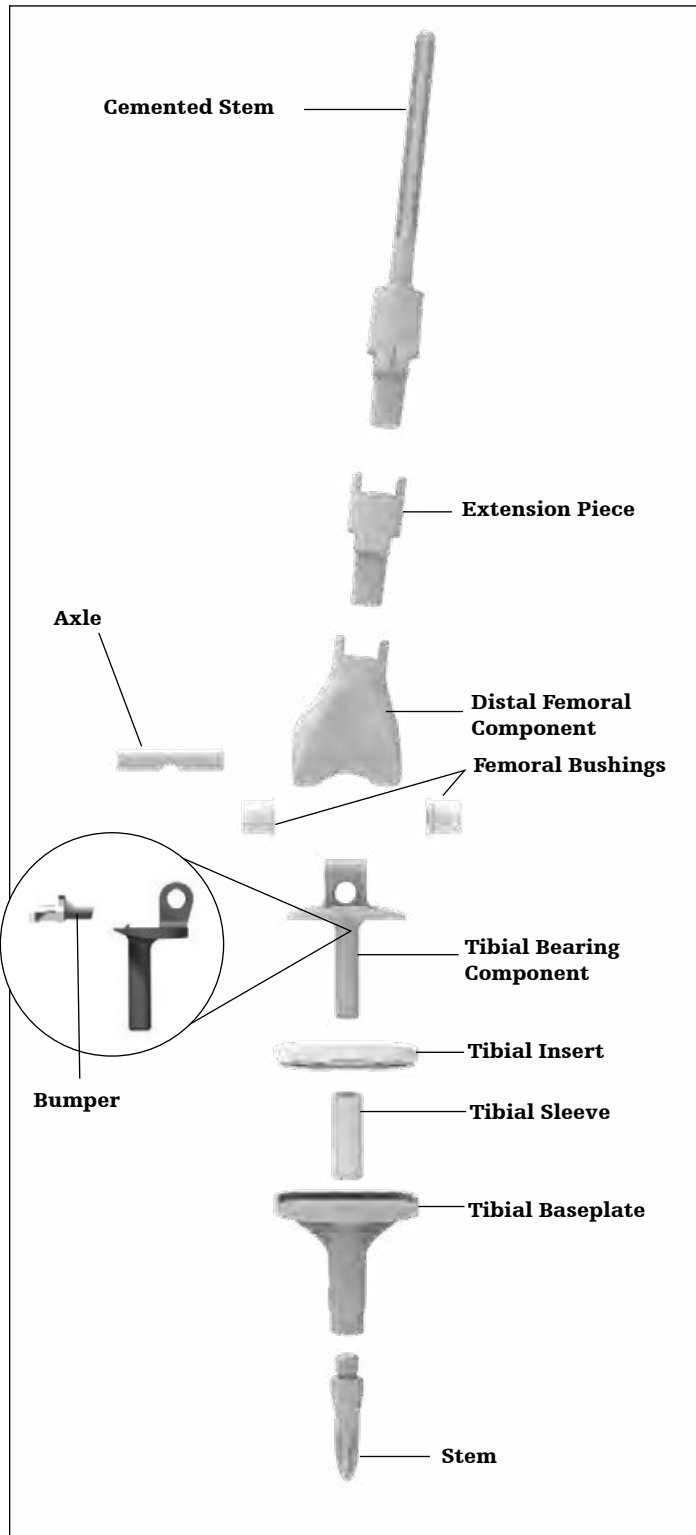 Cemented Stem
Extension Piece
Axle
Distal Femoral
Component
Femoral Bushings
Tibial Bearing
Component
Tibial Insert
Bumper
Tibial Sleeve
Tibial Baseplate
Stem